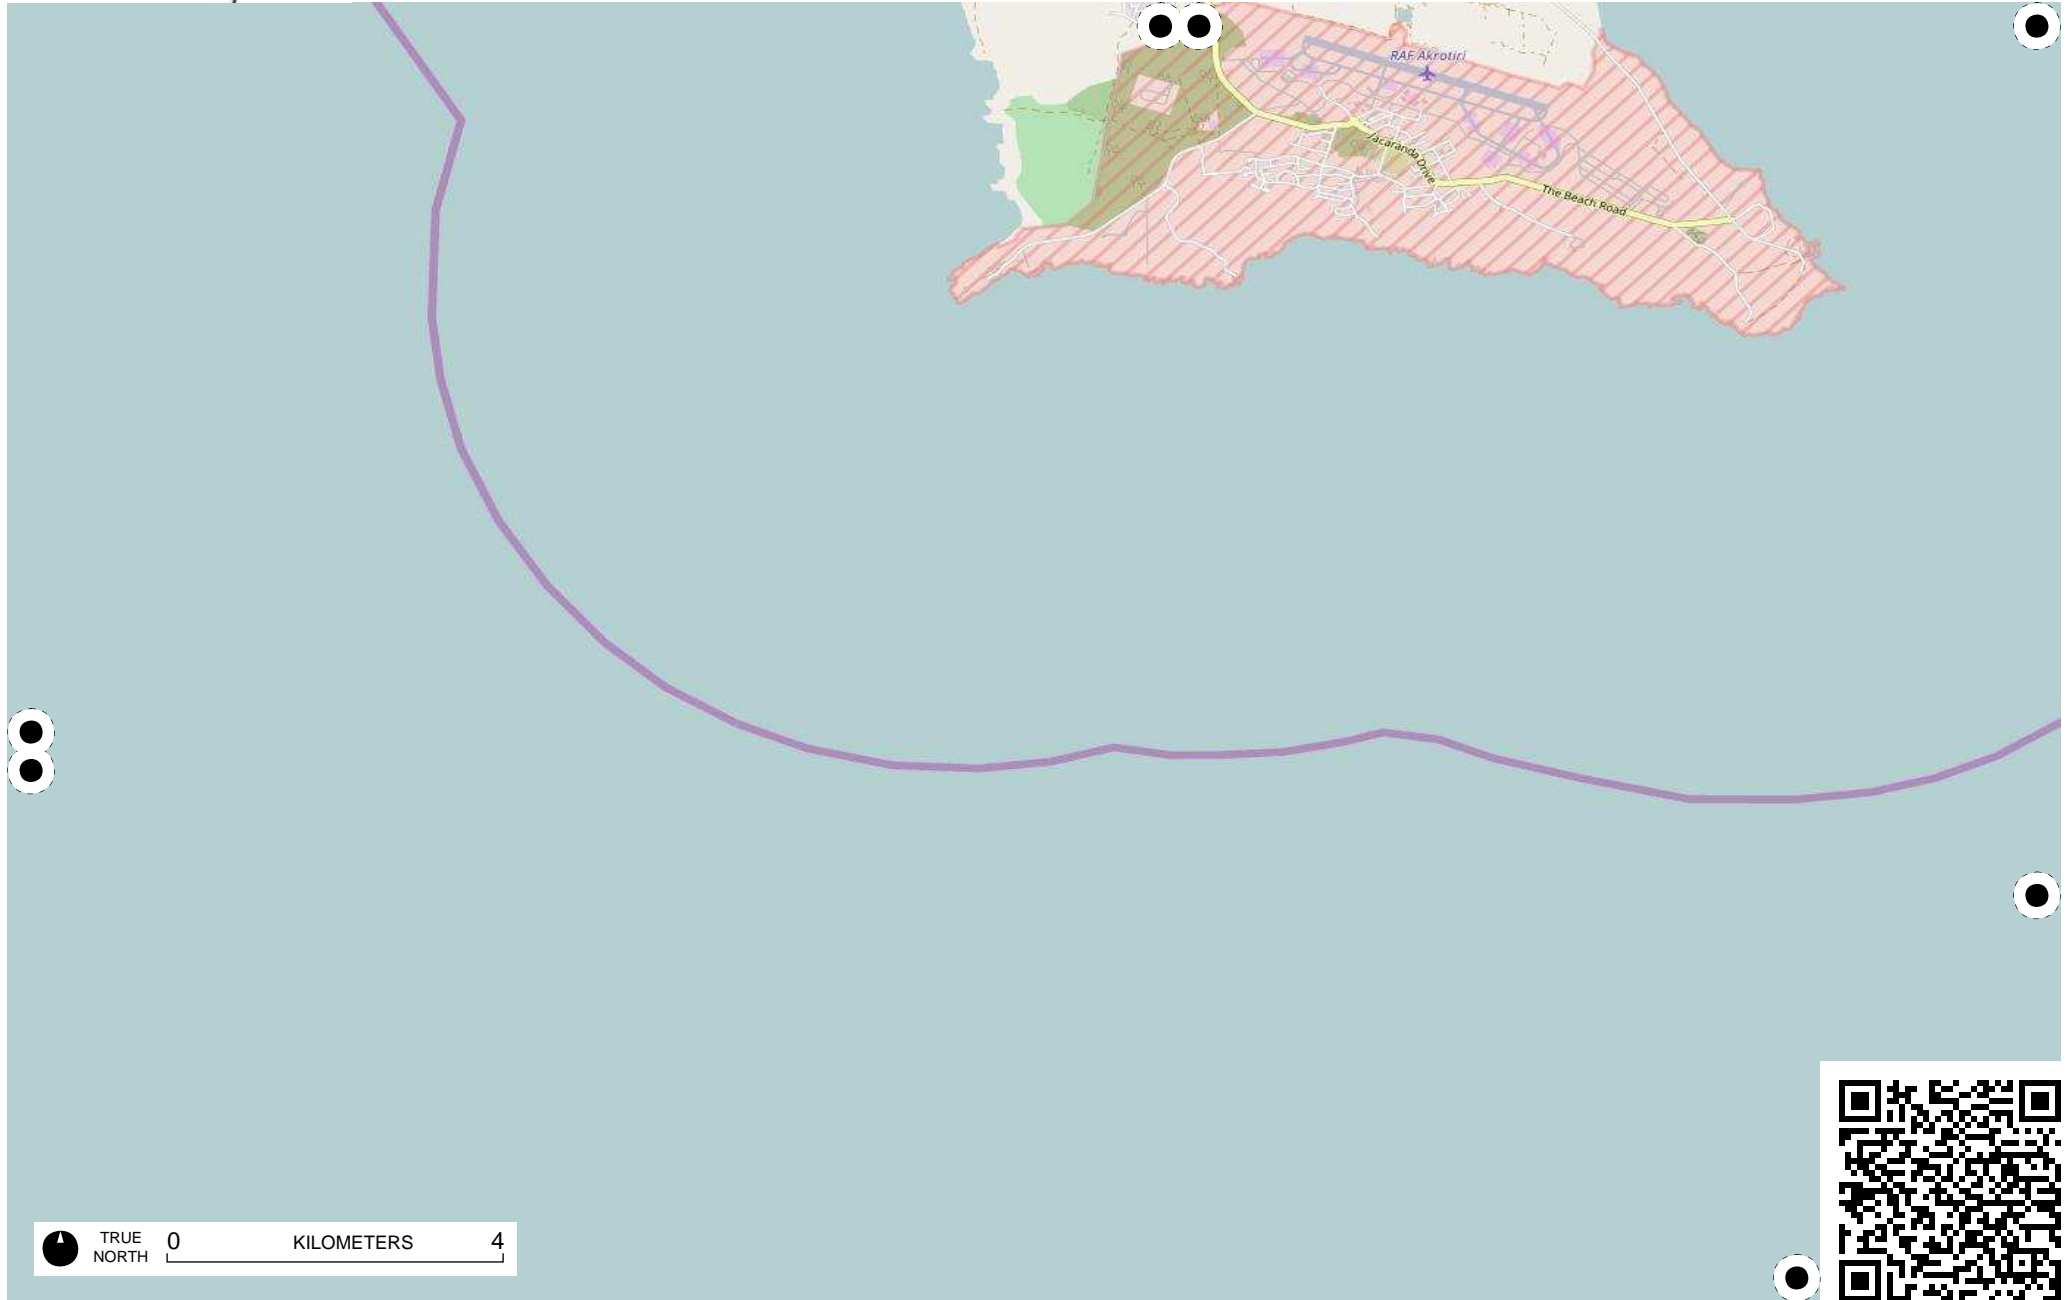 RAF Akrotiri
Jacaranda Drive
The Beach Road
TRUE
NORTH
0 KILOMETERS 4